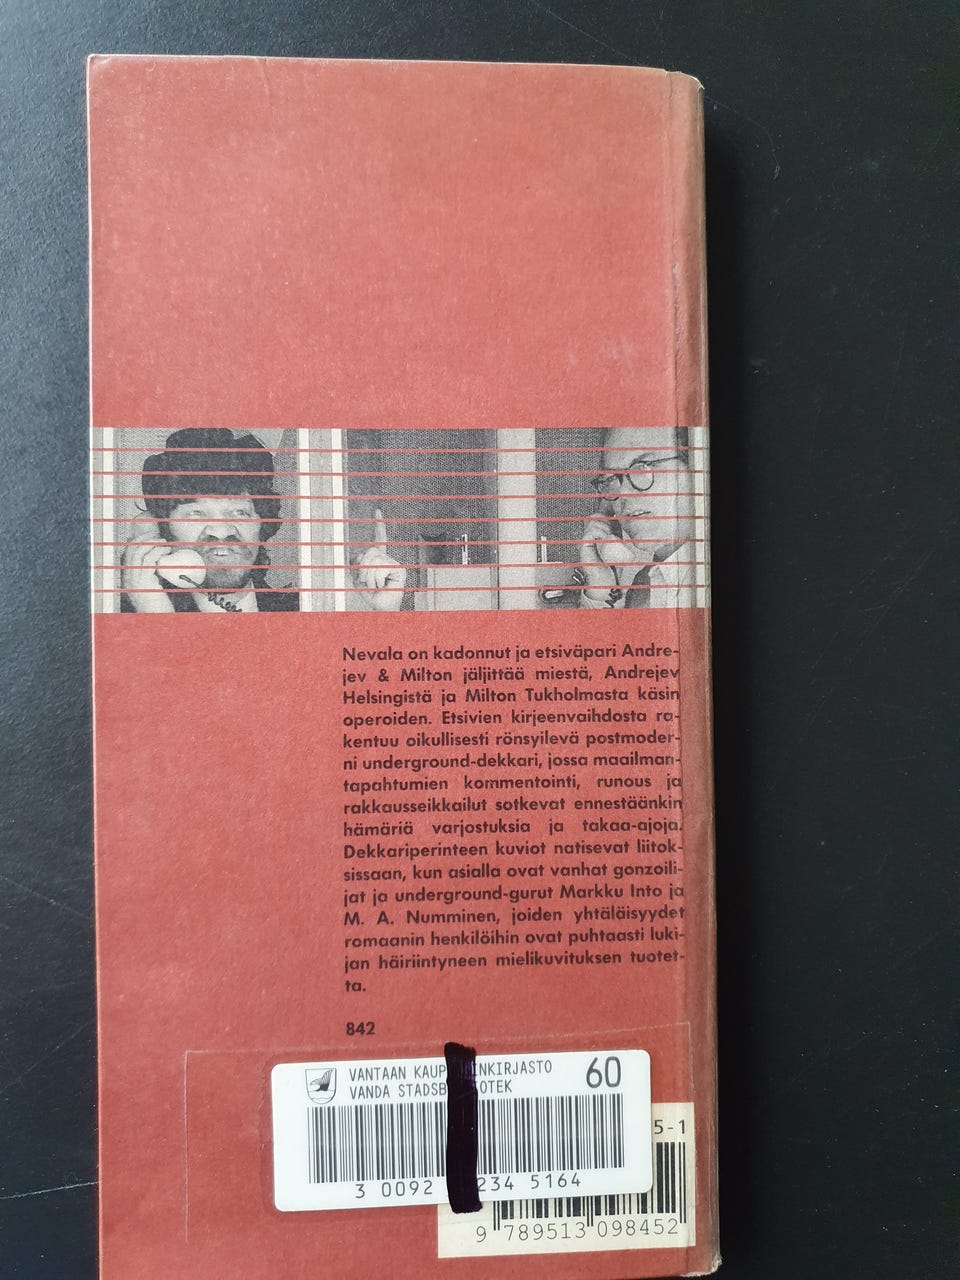 Nevala on kadonnut ja etsiväpari Andre-
jev & Milton jäljittää miestä, Andrejev
Helsingistä ja Milton Tukholmasta käsin
operoiden. Etsivien kirjeenvaihdosta ra-
kentuu oikullisesti rönsyilevä postmoder-
ni underground-dekkari, jossa maailman-
tapahtumien kommentointi, runous ja
rakkausseikkailut sotkevat ennestäänkin
hämäriä varjostuksia ja takaa-ajoja.
Dekkariperinteen kuviot natisevat liitok-
sissaan, kun asialla ovat vanhat gonzoili-
jat ja underground-gurut Markku Into ja
M. A. Numminen, joiden yhtäläisyydet
romaanin henkilöihin ovat puhtaasti luki-
jan häiriintyneen mielikuvituksen tuotet-
ta.
842
VANTAAN KAUP INKIRJASTO 60
VANDA STADSB OTEK
5-1
3 0092 234 5164
9 789513 098452